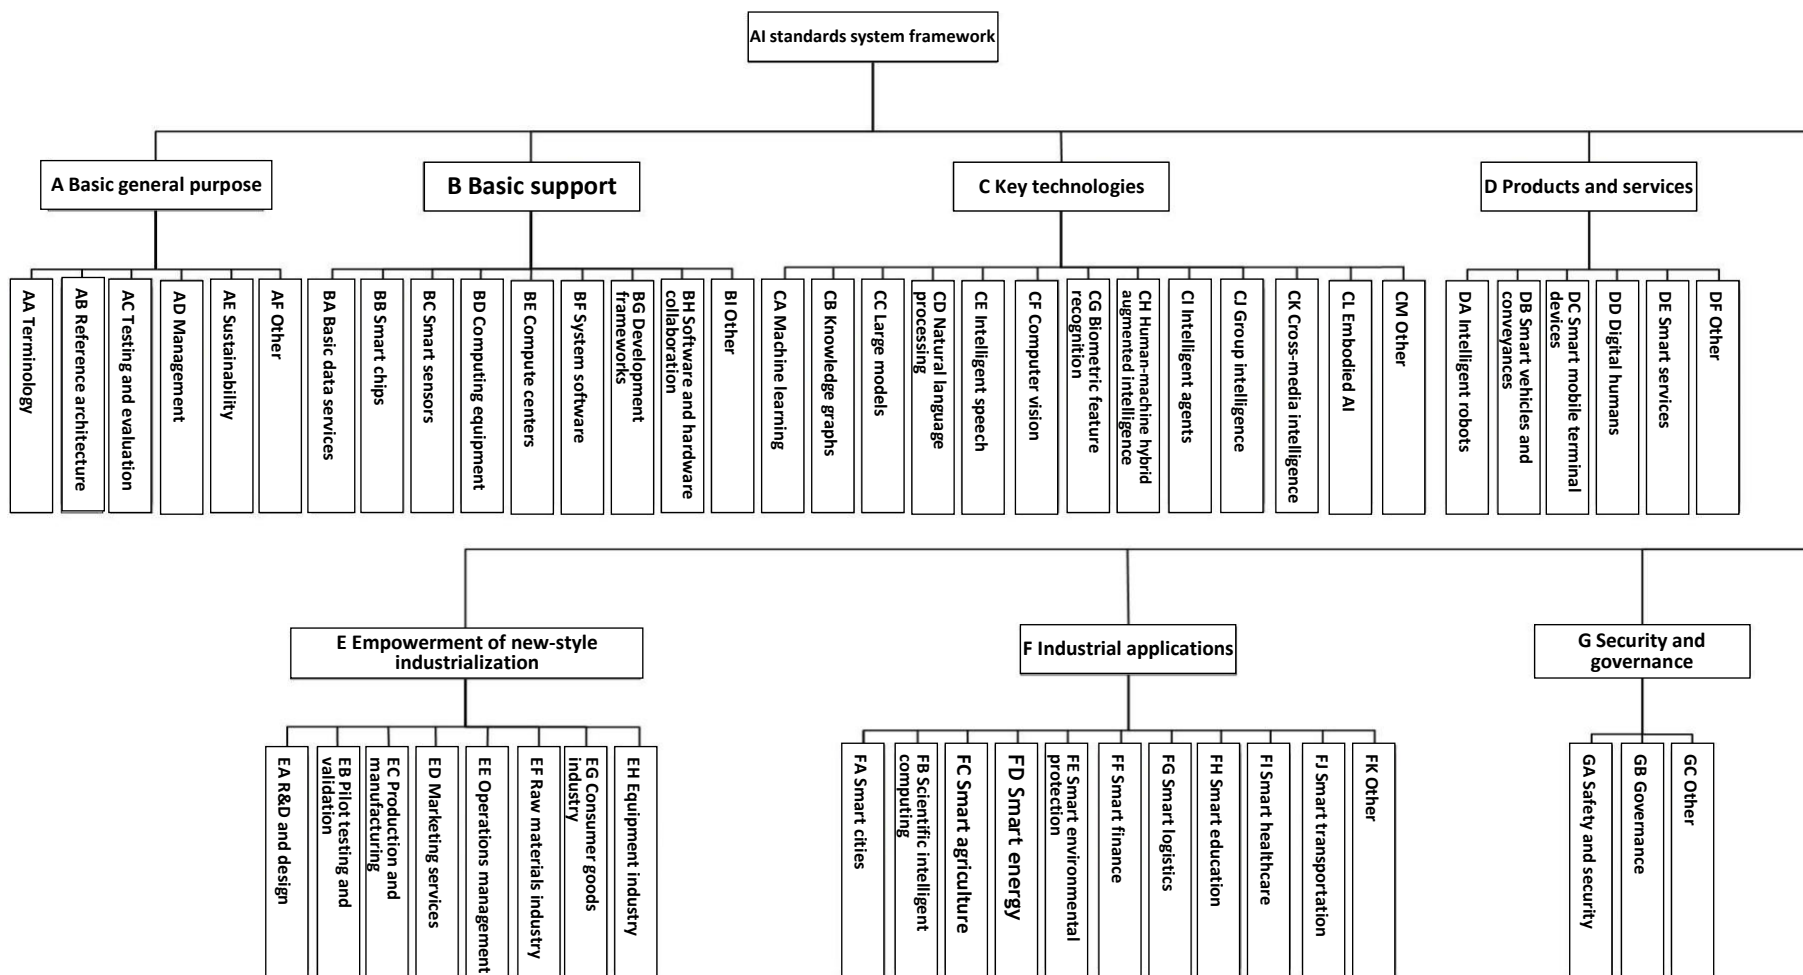 AI standards system framework
A Basic general purpose
B Basic support
C Key technologies
D Products and services
AA Terminology
AB Reference architecture
AC Testing and evaluation
AD Management
AE Sustainability
AF Other
BA Basic data services
BB Smart chips
BC Smart sensors
BD Computing equipment
BE Compute centers
BF System software
BG Development
frameworks
BH Software and hardware
collaboration
BI Other
CA Machine learning
CB Knowledge graphs
CC Large models
CD Natural language
processing
CE Intelligent speech
CF Computer vision
CG Biometric feature
recognition
CH Human-machine hybrid
augmented intelligence
CI Intelligent agents
CJ Group intelligence
CK Cross-media intelligence
CL Embodied AI
CM Other
DA Intelligent robots
DB Smart vehicles and
conveyances
DC Smart mobile terminal
devices
DD Digital humans
DE Smart services
DF Other
E Empowerment of new-style
industrialization
F Industrial applications
G Security and
governance
EA R&D and design
EB Pilot testing and
validation
EC Production and
manufacturing
ED Marketing services
EE Operations management
EF Raw materials industry
EG Consumer goods
industry
EH Equipment industry
FA Smart cities
FB Scientific intelligent
computing
FC Smart agriculture
FD Smart energy
FE Smart environmental
protection
FF Smart finance
FG Smart logistics
FH Smart education
FI Smart healthcare
FJ Smart transportation
FK Other
GA Safety and security
GB Governance
GC Other